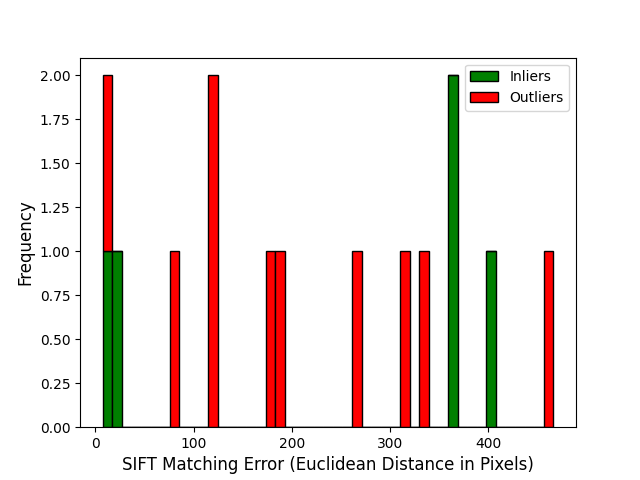 Inliers
Outliers
2.00
1.75
1.50
1.25
1.00
0.75
0.50
0.25
0.00
Frequency
0 100 200 300 400
SIFT Matching Error (Euclidean Distance in Pixels)